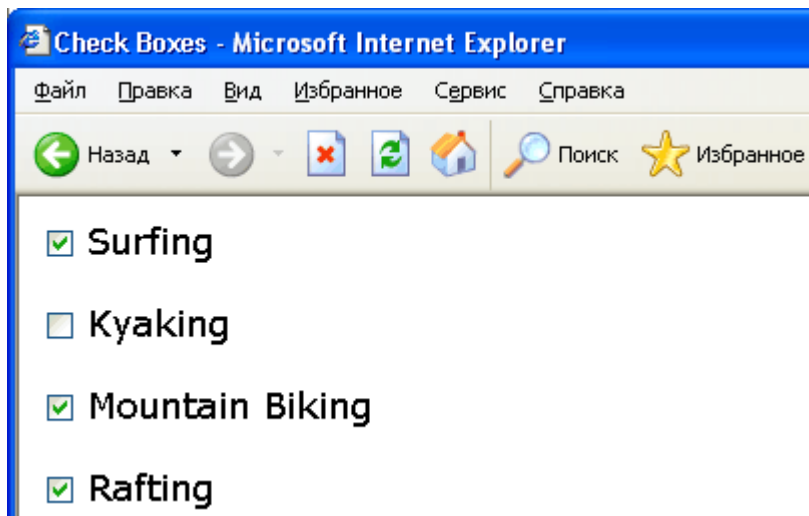 Check Boxes - Microsoft Internet Explorer
Файл Правка Вид Избранное Сервис Справка
Назад Поиск Избранное
Surfing
Kyaking
Mountain Biking
Rafting